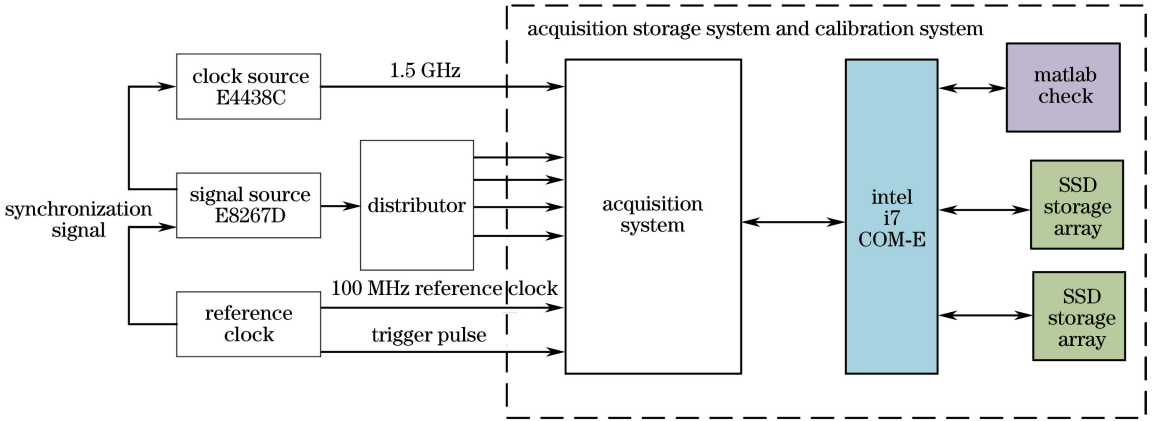 acquisition storage system and calibration system
clock source
E4438C
1.5 GHz
matlab
check
synchronization
signal
signal source
E8267D
distributor
acquisition
system
intel
i7
COM-E
SSD
storage
array
100 MHz reference clock
reference
clock
trigger pulse
SSD
storage
array